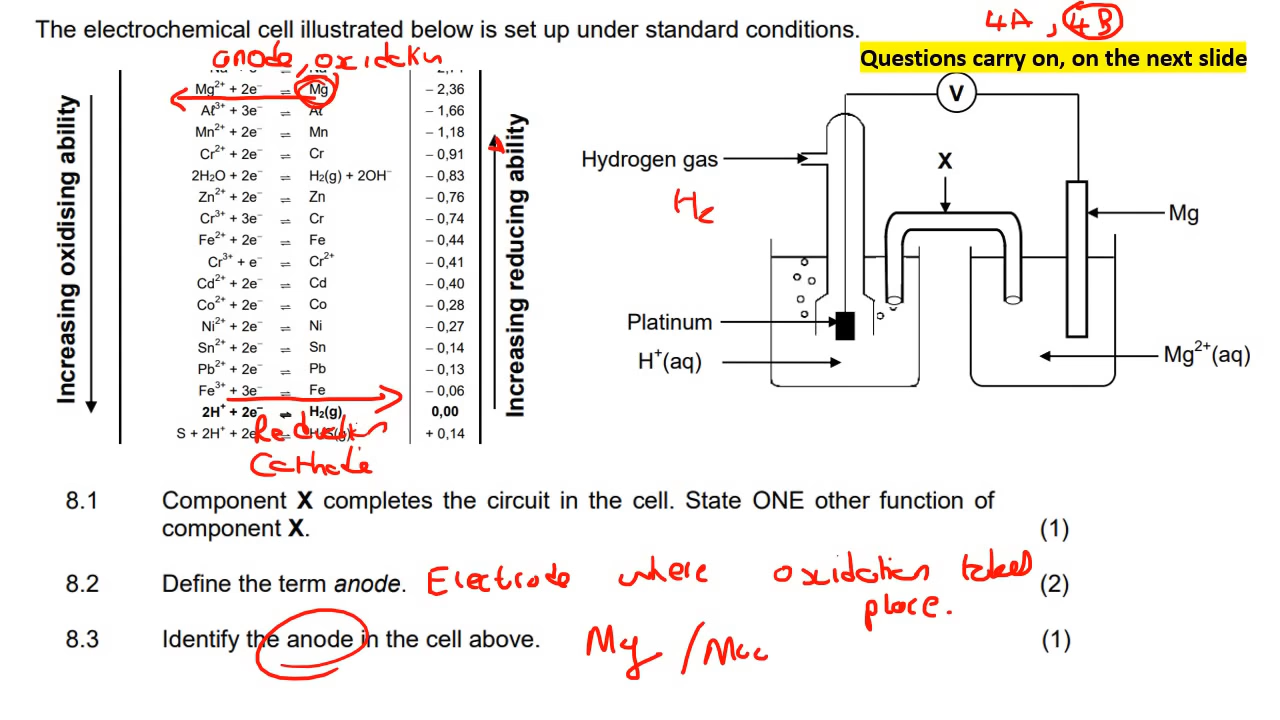 The electrochemical cell illustrated below is set up under standard conditions.
4A , 4B
Questions carry on, on the next slide
anode, oxidation
Increasing oxidising ability
Mg²⁺ + 2e⁻ ⇌ Mg – 2,36
Aℓ³⁺ + 3e⁻ ⇌ Aℓ – 1,66
Mn²⁺ + 2e⁻ ⇌ Mn – 1,18
Cr²⁺ + 2e⁻ ⇌ Cr – 0,91
2H₂O + 2e⁻ ⇌ H₂(g) + 2OH⁻ – 0,83
Zn²⁺ + 2e⁻ ⇌ Zn – 0,76
Cr³⁺ + 3e⁻ ⇌ Cr – 0,74
Fe²⁺ + 2e⁻ ⇌ Fe – 0,44
Cr³⁺ + e⁻ ⇌ Cr²⁺ – 0,41
Cd²⁺ + 2e⁻ ⇌ Cd – 0,40
Co²⁺ + 2e⁻ ⇌ Co – 0,28
Ni²⁺ + 2e⁻ ⇌ Ni – 0,27
Sn²⁺ + 2e⁻ ⇌ Sn – 0,14
Pb²⁺ + 2e⁻ ⇌ Pb – 0,13
Fe³⁺ + 3e⁻ ⇌ Fe – 0,06
2H⁺ + 2e⁻ ⇌ H₂(g) 0,00
S + 2H⁺ + 2e⁻ ⇌ H₂S(g) + 0,14
Reduction
Cathode
Increasing reducing ability
V
Hydrogen gas
H₂
X
Mg
Platinum
H⁺(aq)
Mg²⁺(aq)
8.1 Component X completes the circuit in the cell. State ONE other function of
component X. (1)
8.2 Define the term anode. Electrode where oxidation takes (2)
place.
8.3 Identify the anode in the cell above. Mg / (1)